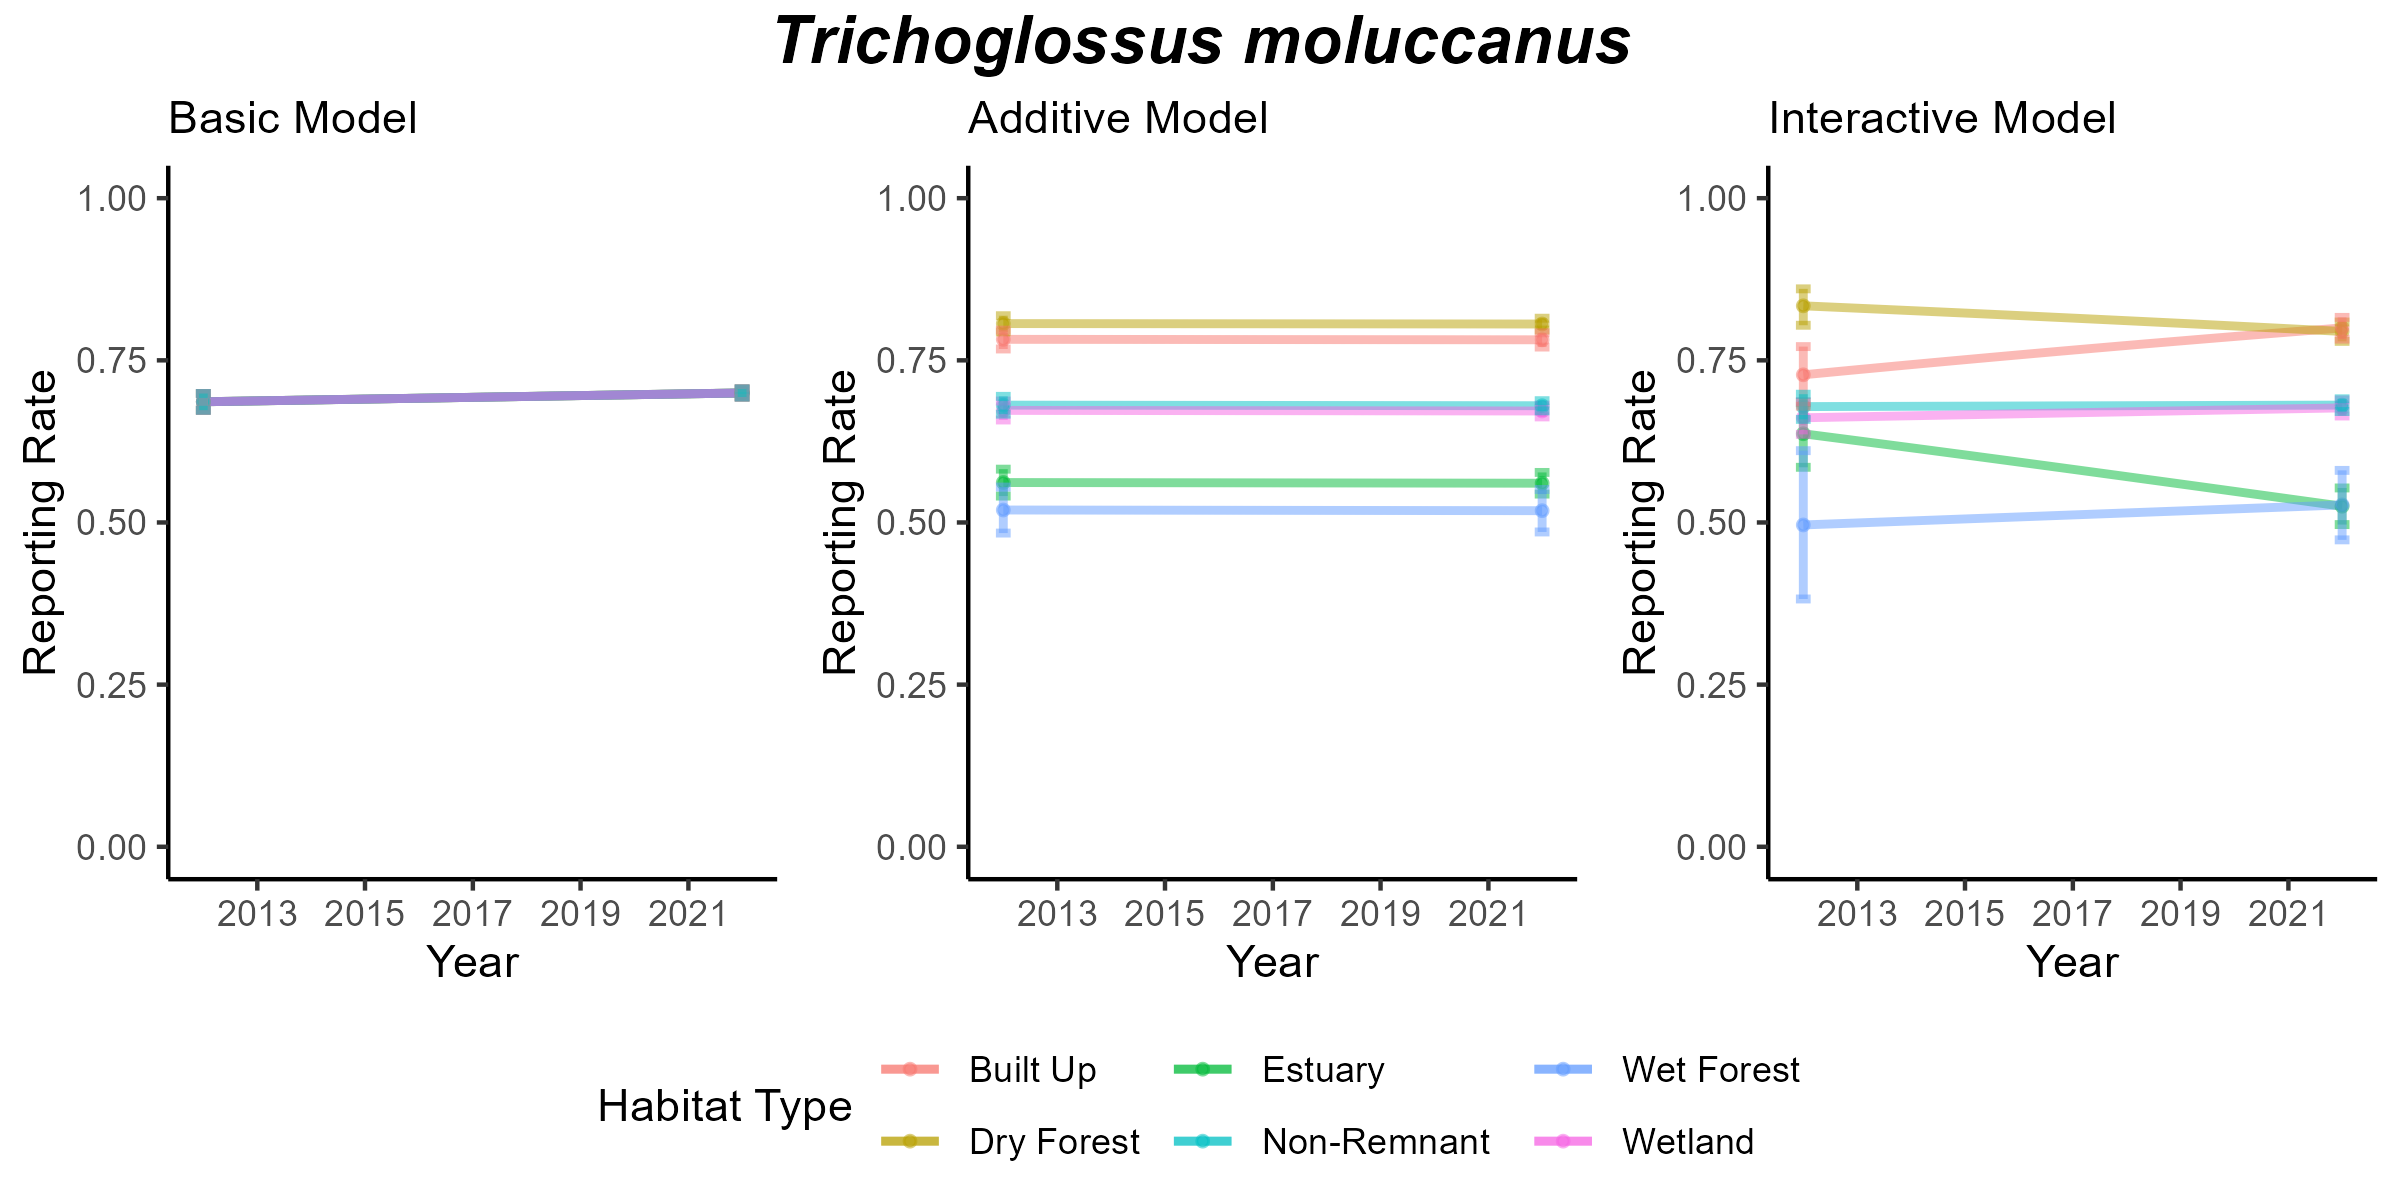 Trichoglossus moluccanus
Basic Model
Additive Model
Interactive Model
Reporting Rate
1.00
0.75
0.50
0.25
0.00
2013 2015 2017 2019 2021
Year
Reporting Rate
1.00
0.75
0.50
0.25
0.00
2013 2015 2017 2019 2021
Year
Reporting Rate
1.00
0.75
0.50
0.25
0.00
2013 2015 2017 2019 2021
Year
Habitat Type
Built Up
Estuary
Wet Forest
Dry Forest
Non-Remnant
Wetland